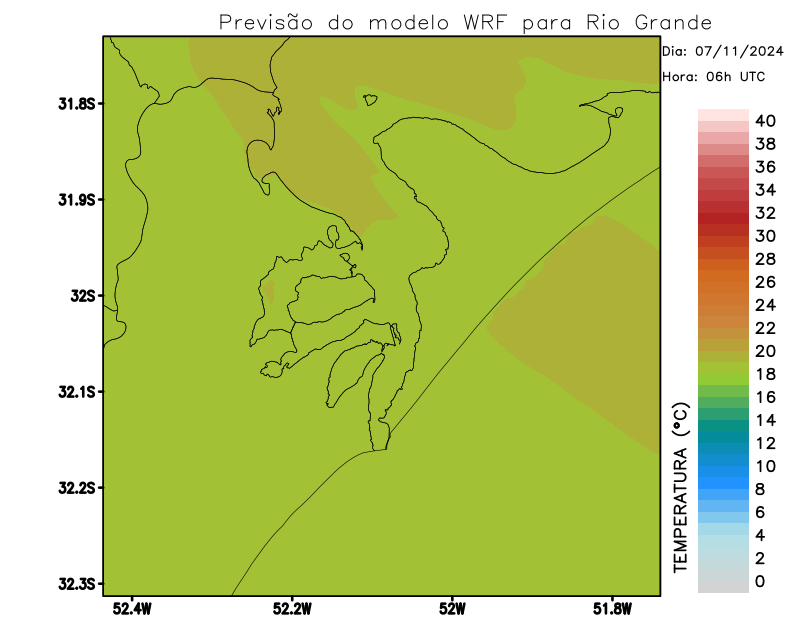 Previsão do modelo WRF para Rio Grande
Dia: 07/11/2024
Hora: 06h UTC
31.8S
31.9S
32S
32.1S
32.2S
32.3S
52.4W
52.2W
52W
51.8W
TEMPERATURA (°C)
40
38
36
34
32
30
28
26
24
22
20
18
16
14
12
10
8
6
4
2
0